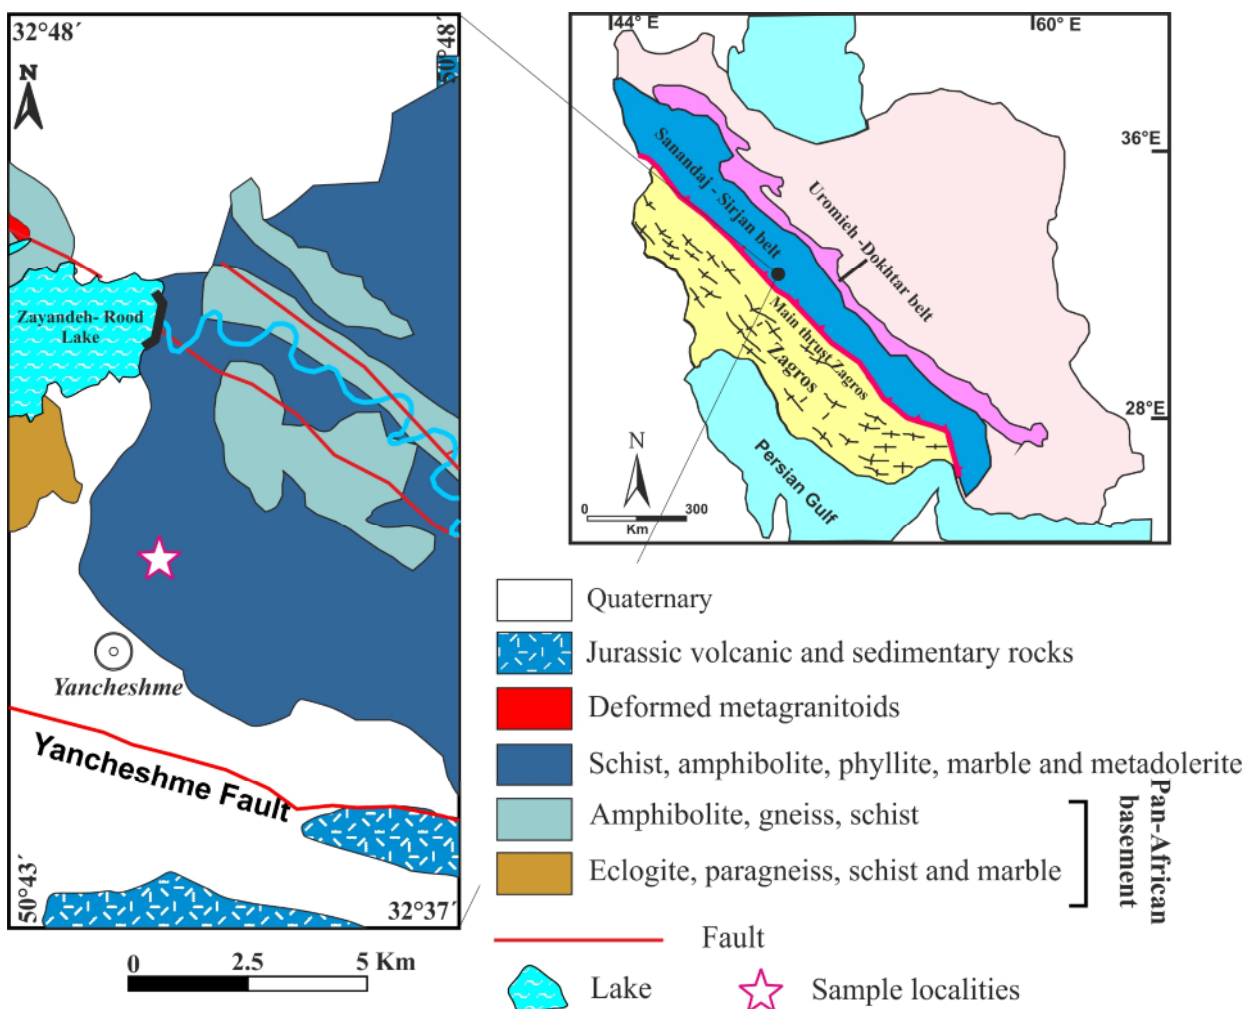 32°48´
50°48´
N
Zayandeh- Rood
Lake
Yancheshme
Yancheshme Fault
50°43´
32°37´
0 2.5 5 Km
44° E
60° E
36°E
28°E
Sanandaj - Sirjan belt
Uromieh -Dokhtar belt
Main thrust Zagros
Zagros
Persian Gulf
N
0 300
Km
Quaternary
Jurassic volcanic and sedimentary rocks
Deformed metagranitoids
Schist, amphibolite, phyllite, marble and metadolerite
Amphibolite, gneiss, schist
Eclogite, paragneiss, schist and marble
Pan-African
basement
Fault
Lake
Sample localities